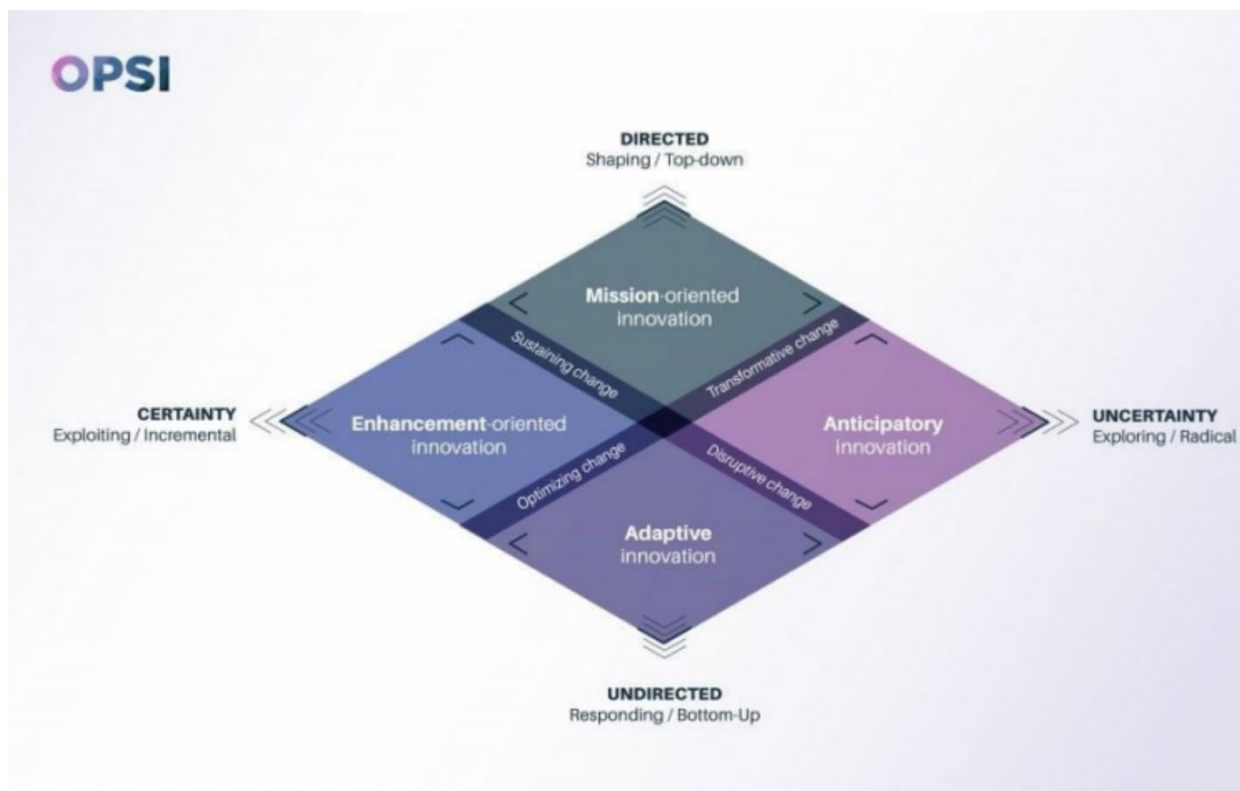 OPSI
DIRECTED
Shaping / Top-down
Mission-oriented
innovation
Sustaining change
Transformative change
CERTAINTY
Exploiting / Incremental
Enhancement-oriented
innovation
Anticipatory
innovation
UNCERTAINTY
Exploring / Radical
Optimizing change
Disruptive change
Adaptive
innovation
UNDIRECTED
Responding / Bottom-Up